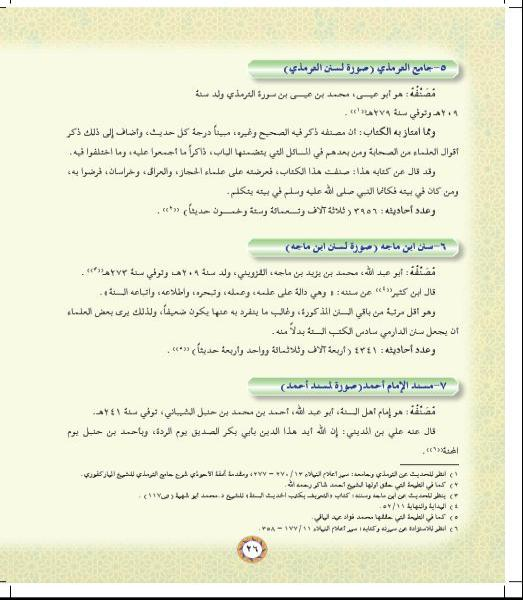 ٥-جامع الترمذي (صورة لسنن الترمذي)
مُصَنِّفُهُ: هو أبو عيسى، محمد بن عيسى بن سورة الترمذي ولد سنة
٢٠٩هـ وتوفي سنة ٢٧٩هـ(١) .
ومما امتاز به الكتاب: أن مصنفه ذكر فيه الصحيح وغيره، مبيناً درجة كل حديث، وأضاف إلى ذلك ذكر
أقوال العلماء من الصحابة ومن بعدهم في المسائل التي يتضمنها الباب، ذاكراً ما أجمعوا عليه، وما اختلفوا فيه.
وقد قال عن كتابه هذا: صنفت هذا الكتاب، فعرضته على علماء الحجاز، والعراق، وخراسان، فرضوا به،
ومن كان في بيته فكأنما النبي صلى الله عليه وسلم في بيته يتكلم.
وعدد أحاديثه: ٣٩٥٦ (ثلاثة آلاف وتسعمائة وستة وخمسون حديثاً) (٢) .
٦-سنن ابن ماجه (صورة لسنن ابن ماجه)
مُصَنِّفُهُ: أبو عبد الله، محمد بن يزيد بن ماجه، القزويني، ولد سنة ٢٠٩هـ، وتوفي سنة ٢٧٣هـ(٣) .
قال ابن كثير(٤) عن سننه: « وهي دالة على علمه، وعمله، وتبحره، واطلاعه، واتباعه السنة».
وهو أقل مرتبة من باقي السنن المذكورة، وغالب ما يتفرد به عنها يكون ضعيفاً، ولذلك يرى بعض العلماء
أن يجعل سنن الدارمي سادس الكتب الستة بدلاً منه.
وعدد أحاديثه: ٤٣٤١ (أربعة آلاف وثلاثمائة وواحد وأربعة حديثاً) (٥) .
٧-مسند الإمام أحمد(صورة لمسند أحمد)
مُصَنِّفُهُ: هو إمام أهل السنة، أبو عبد الله، أحمد بن محمد بن حنبل الشيباني، توفي سنة ٢٤١هـ.
قال عنه علي بن المديني: إن الله أيد هذا الدين بأبي بكر الصديق يوم الردة، وبأحمد بن حنبل يوم
المحنة(٦) .
١) انظر للحديث عن الترمذي وجامعه: سير أعلام النبلاء ٢٧٠/١٣ - ٢٧٧، ومقدمة تحفة الأحوذي شرح جامع الترمذي للشيخ المباركفوري.
٢) كما في الطبعة التي حقق أولها الشيخ أحمد شاكر رحمه الله.
٣) ينظر للحديث عن ابن ماجه وسننه: كتاب «التعريف بكتب الحديث الستة» للشيخ د.محمد أبو شهبة (ص١١٧).
٤) البداية والنهاية ٥٢/١١.
٥) كما في الطبعة التي حققها محمد فؤاد عبد الباقي.
٦) انظر للاستزادة عن سيرته وكتابه: سير أعلام النبلاء ١٧٧/١١ - ٣٥٨.
٢٦